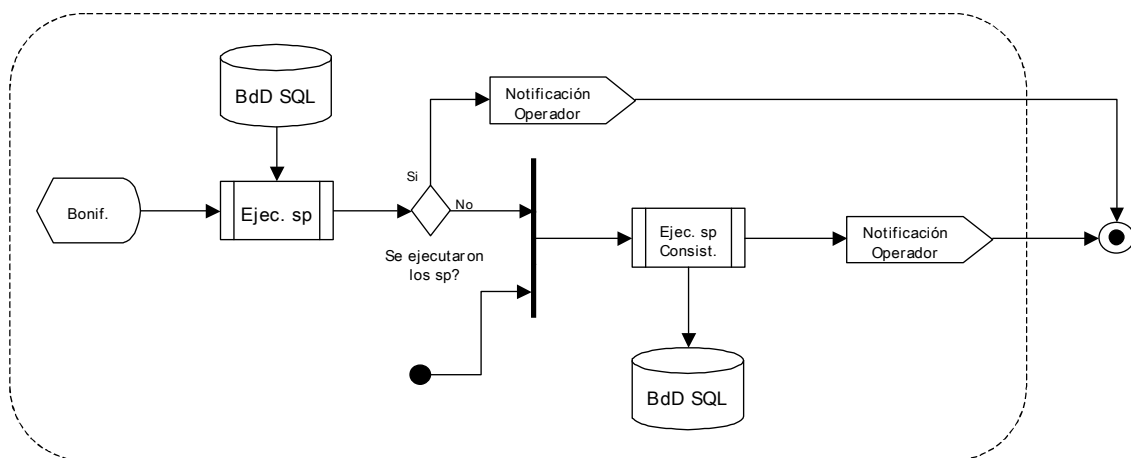 BdD SQL
Notificación
Operador
Si
Bonif.
Ejec. sp
No
Se ejecutaron
los sp?
Ejec. sp
Consist.
Notificación
Operador
BdD SQL